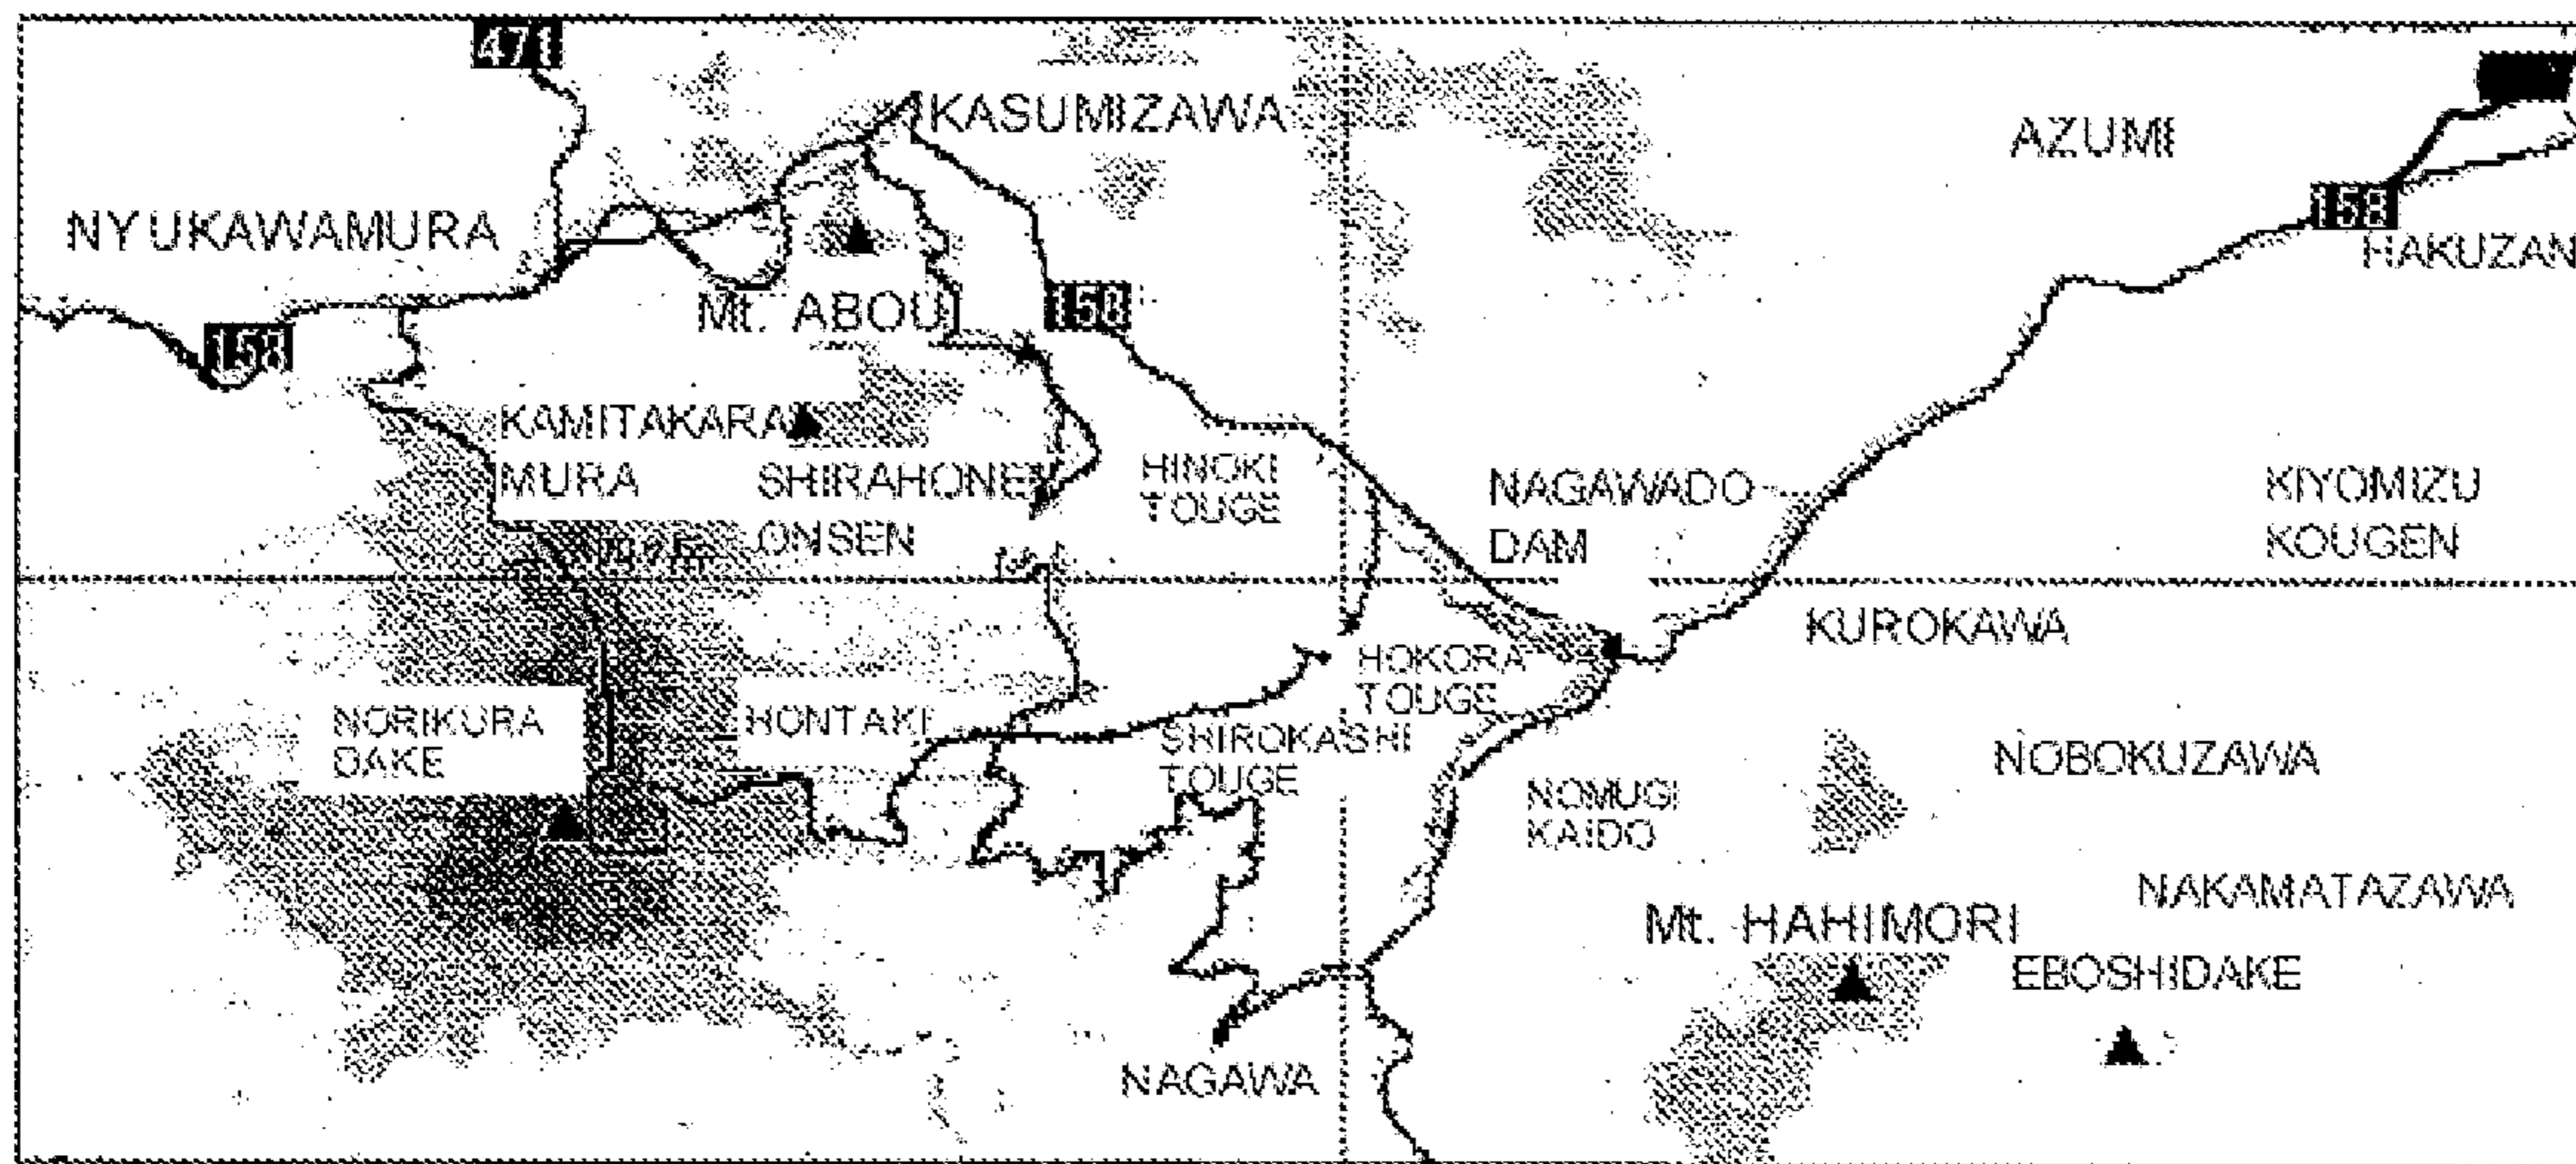 471
KASUMIZAWA
AZUMI
158
NYUKAWAMURA
HAKUZAN
Mt. ABOU
158
158
KAMITAKARA
MURA
SHIRAHONE
ONSEN
HINOKI
TOUGE
NAGAWADO
DAM
KIYOMIZU
KOUGEN
KUROKAWA
HOKORA
TOUGE
NORIKURA
DAKE
HONTAKI
SHIROKASHI
TOUGE
NOBOKUZAWA
NOMUGI
KAIDO
NAKAMATAZAWA
Mt. HAHIMORI
EBOSHIDAKE
NAGAWA